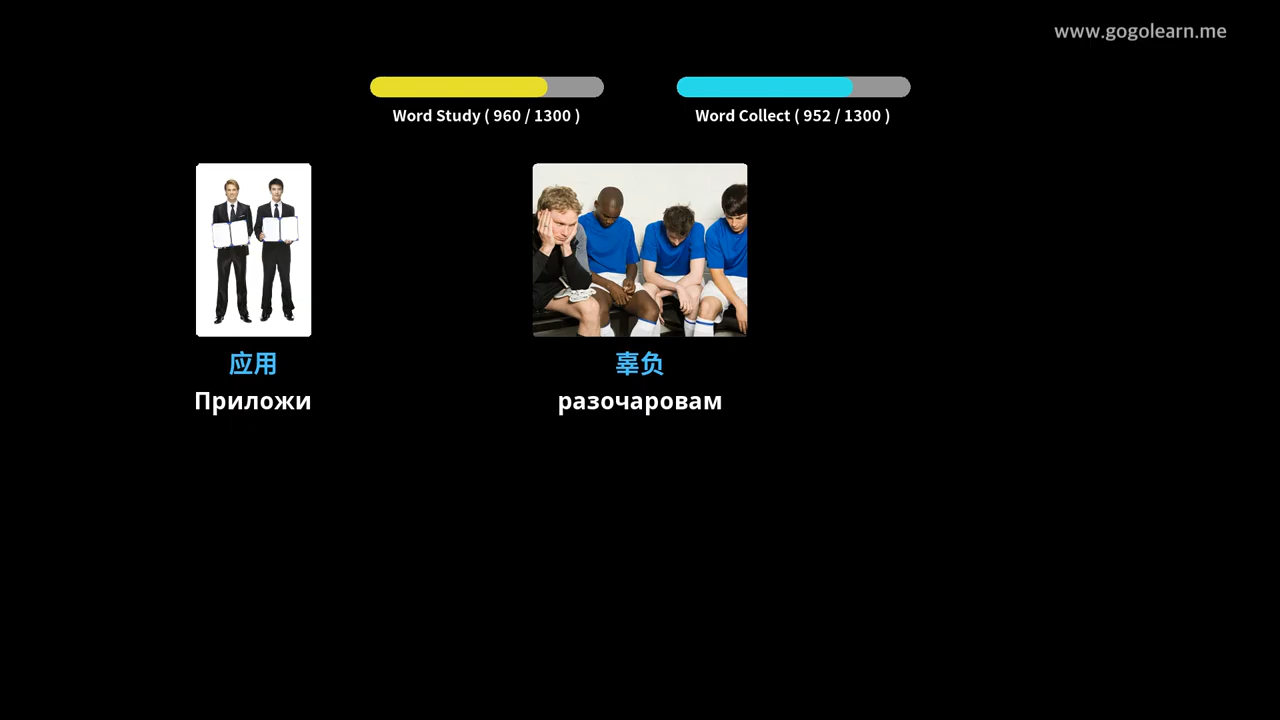 www.gogolearn.me
Word Study ( 960 / 1300 )
Word Collect ( 952 / 1300 )
应用
Приложи
辜负
разочаровам